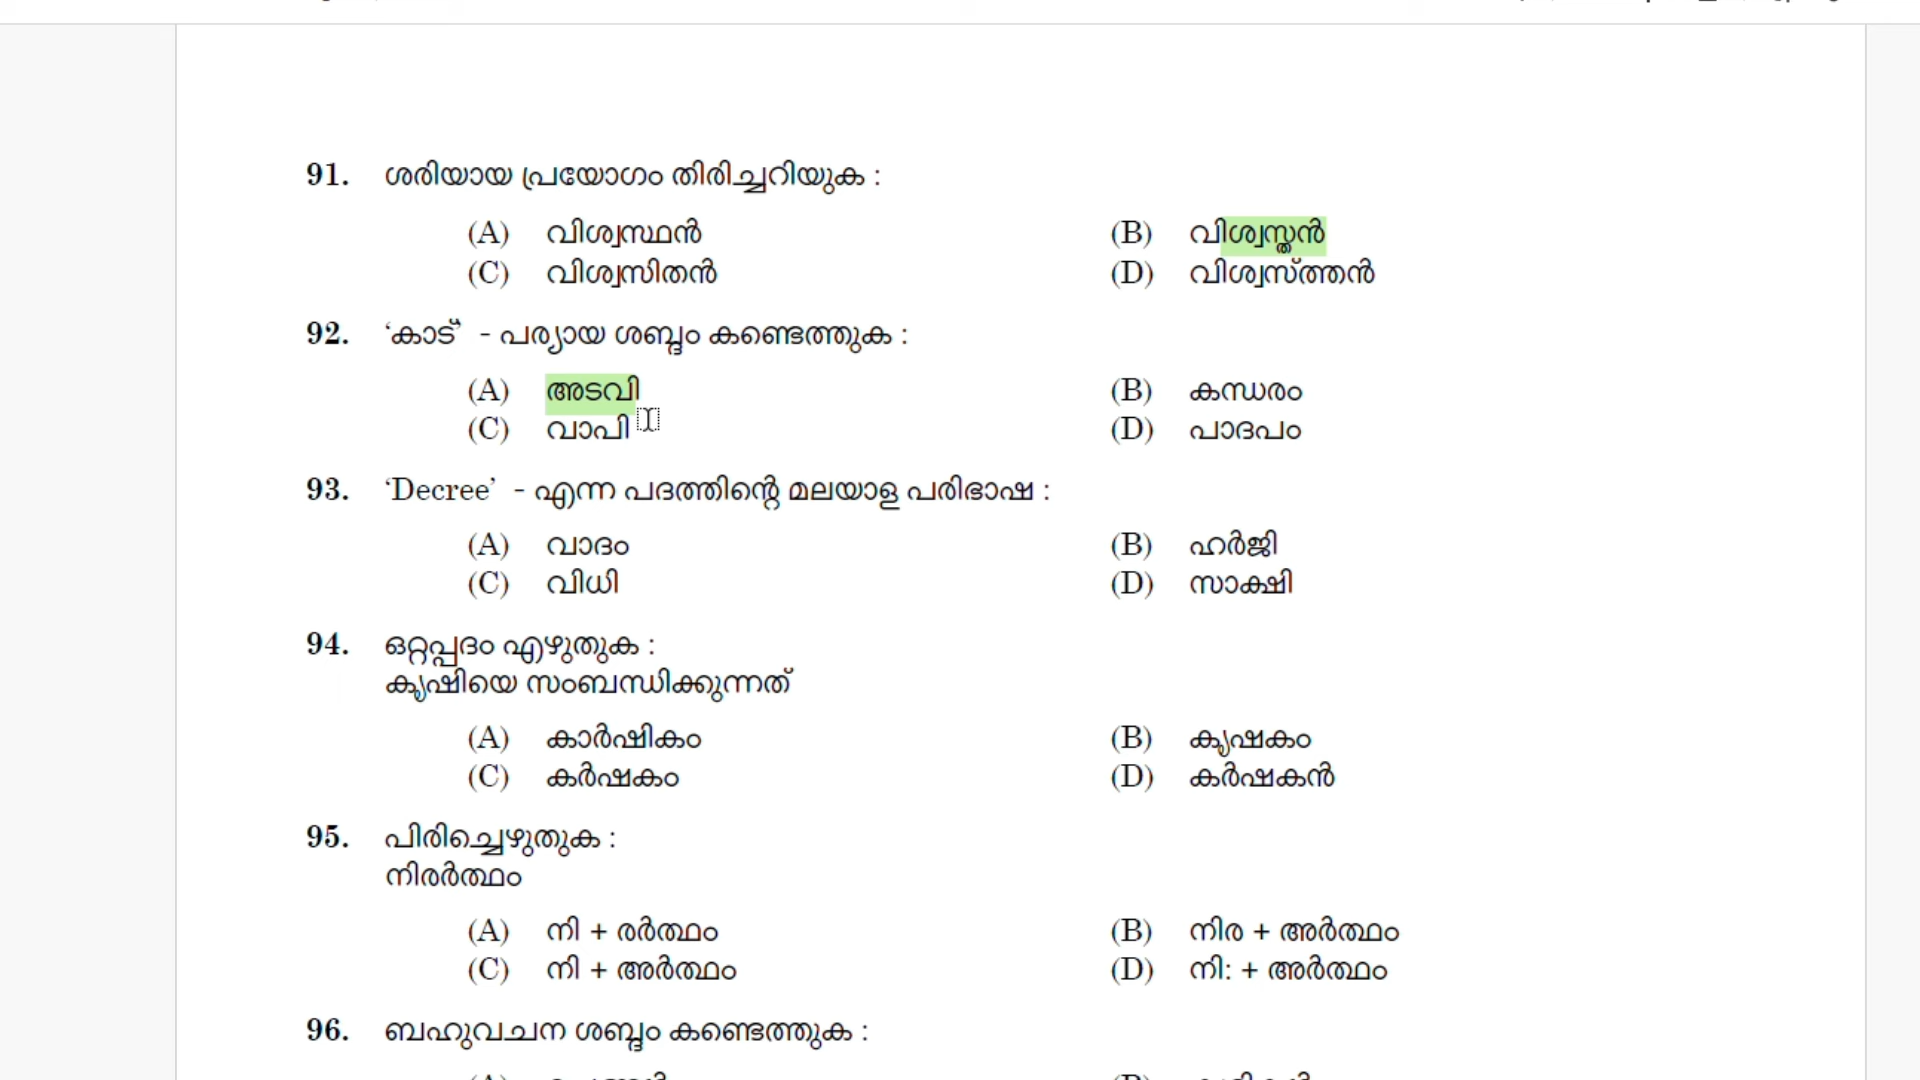 91. ശരിയായ പ്രയോഗം തിരിച്ചറിയുക :
(A) വിശ്വസ്ഥൻ (B) വിശ്വസ്തൻ
(C) വിശ്വസിതൻ (D) വിശ്വസ്ത്തൻ
92. ‘കാട്’ - പര്യായ ശബ്ദം കണ്ടെത്തുക :
(A) അടവി (B) കന്ധരം
(C) വാപി (D) പാദപം
93. ‘Decree’ - എന്ന പദത്തിന്റെ മലയാള പരിഭാഷ :
(A) വാദം (B) ഹർജി
(C) വിധി (D) സാക്ഷി
94. ഒറ്റപ്പദം എഴുതുക :
കൃഷിയെ സംബന്ധിക്കുന്നത്
(A) കാർഷികം (B) കൃഷകം
(C) കർഷകം (D) കർഷകൻ
95. പിരിച്ചെഴുതുക :
നിരർത്ഥം
(A) നി + രർത്ഥം (B) നിര + അർത്ഥം
(C) നി + അർത്ഥം (D) നി: + അർത്ഥം
96. ബഹുവചന ശബ്ദം കണ്ടെത്തുക :